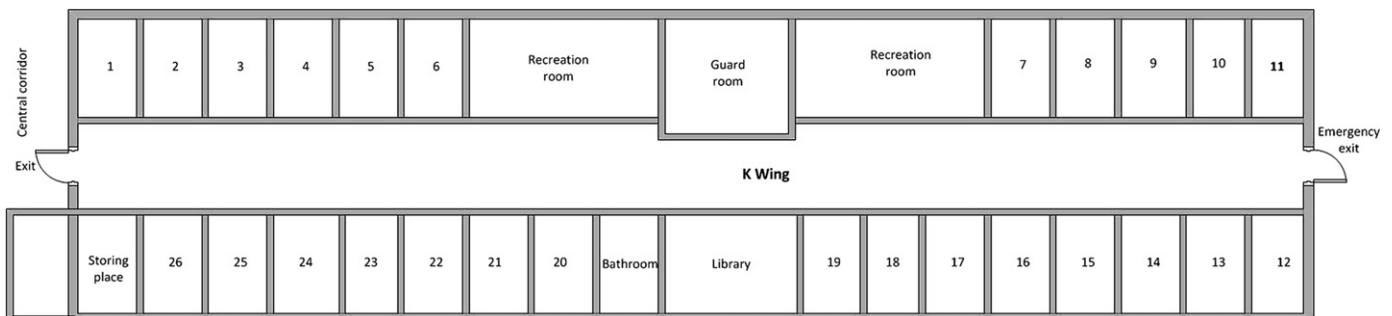 Central corridor
1
2
3
4
5
6
Recreation
room
Guard
room
Recreation
room
7
8
9
10
11
Exit
K Wing
Emergency
exit
Storing
place
26
25
24
23
22
21
20
Bathroom
Library
19
18
17
16
15
14
13
12